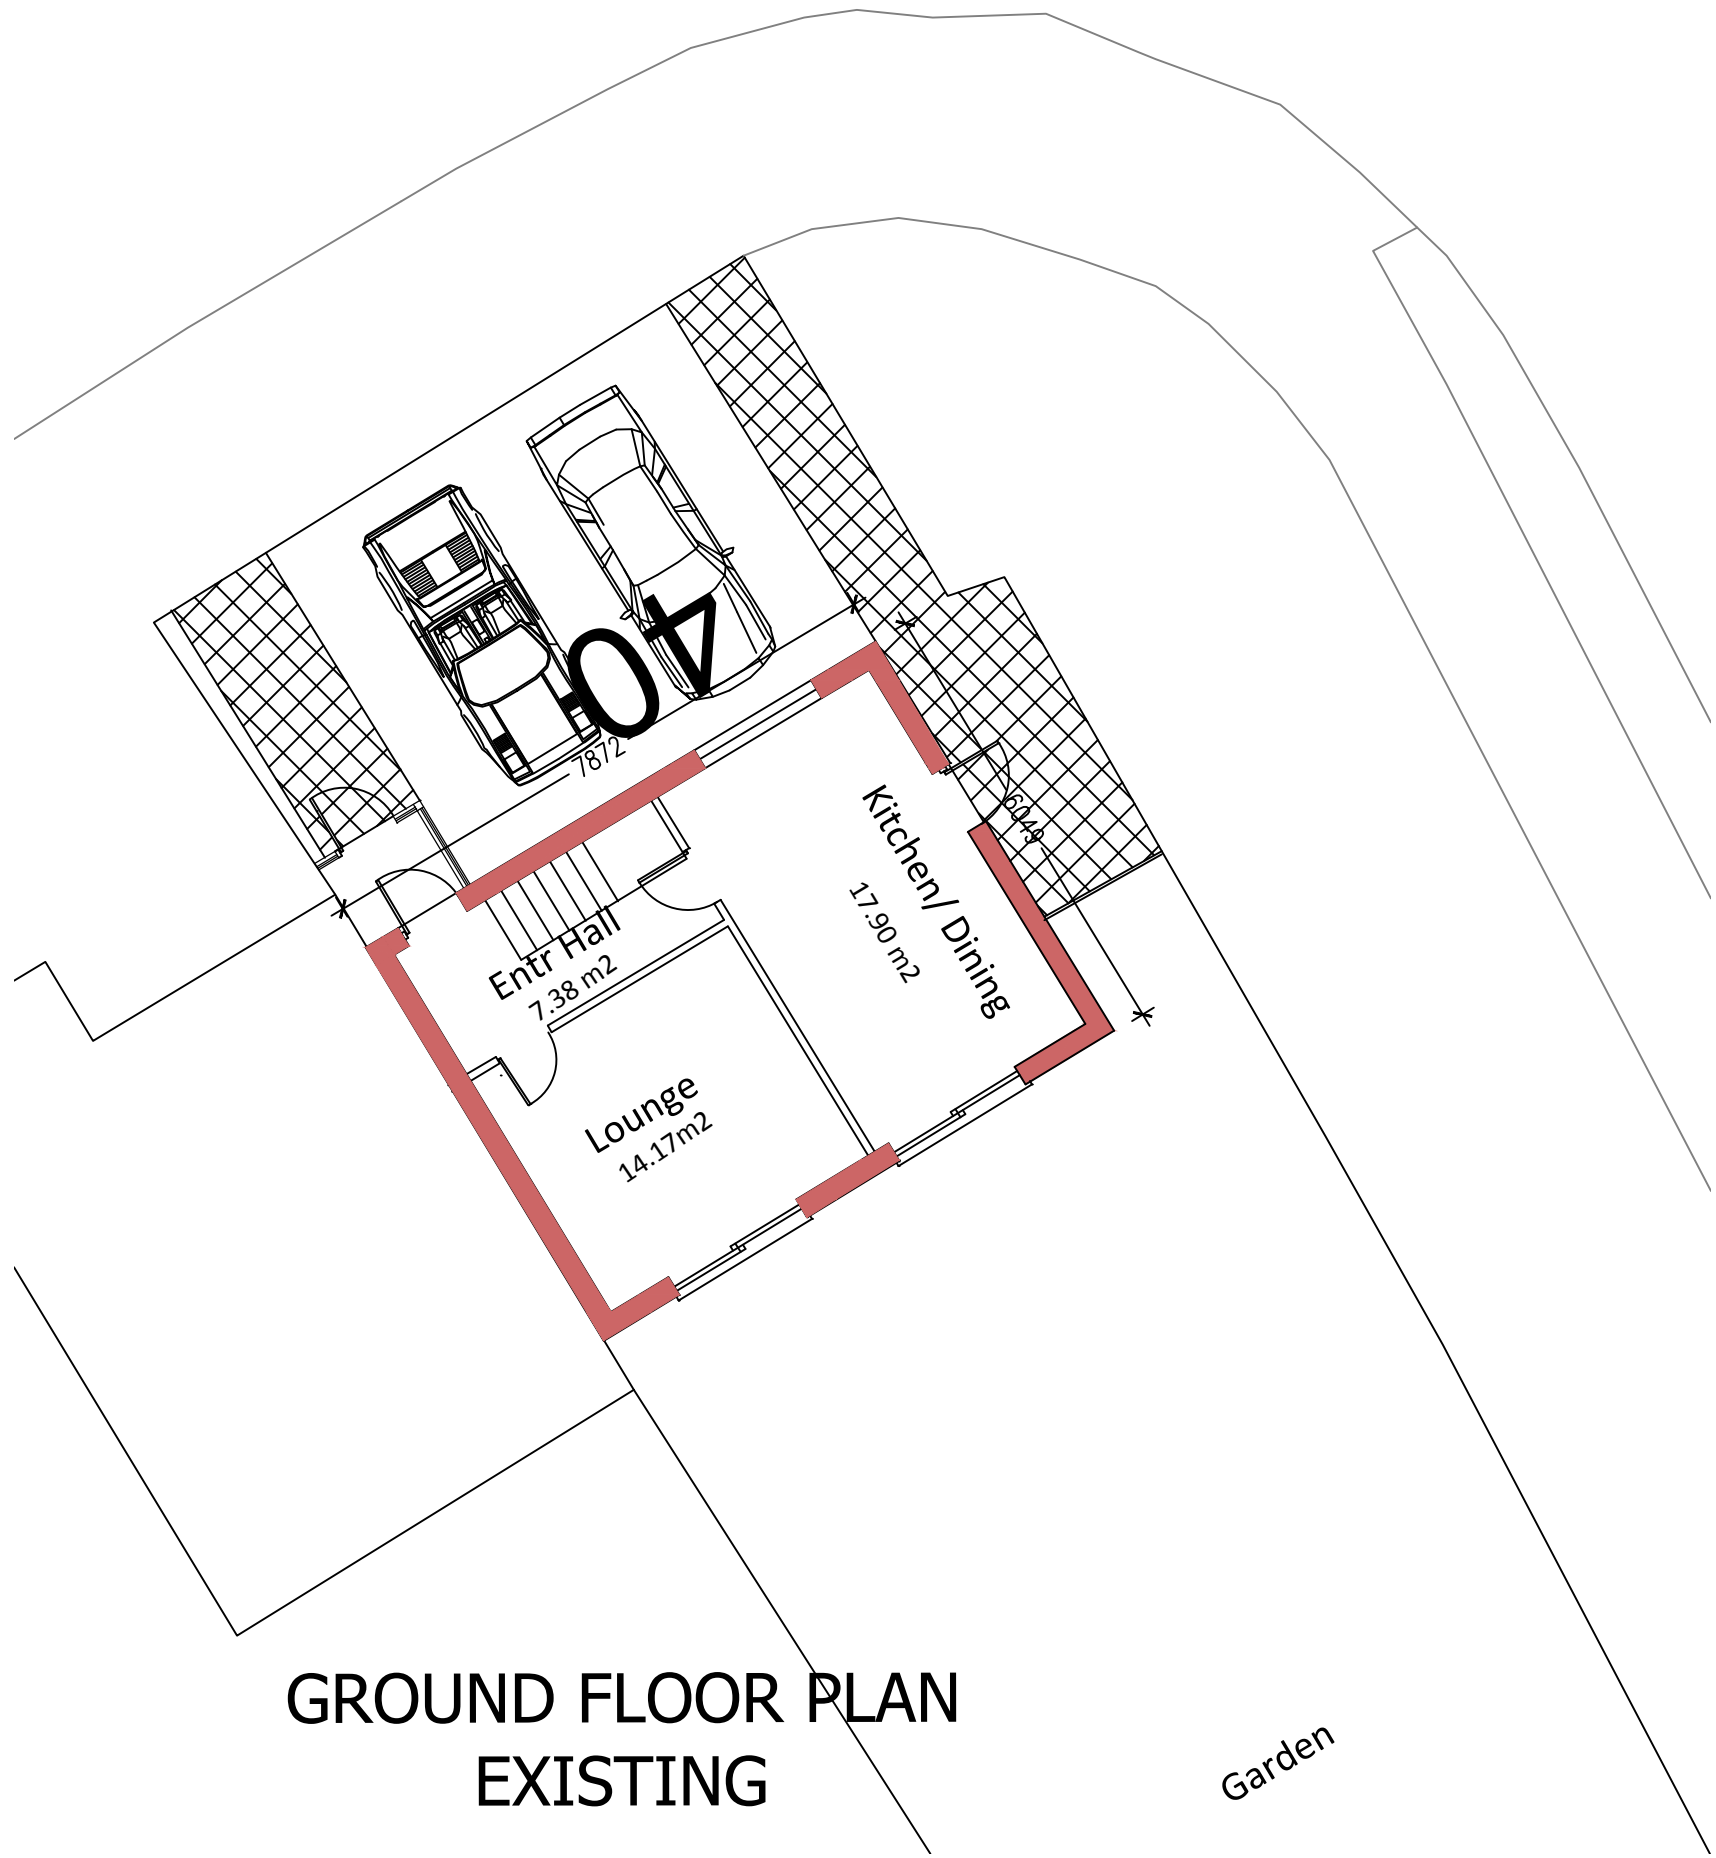 40
7872
6049
Kitchen/ Dining
17.90 m2
Entr Hall
7.38 m2
Lounge
14.17m2
GROUND FLOOR PLAN
EXISTING
Garden